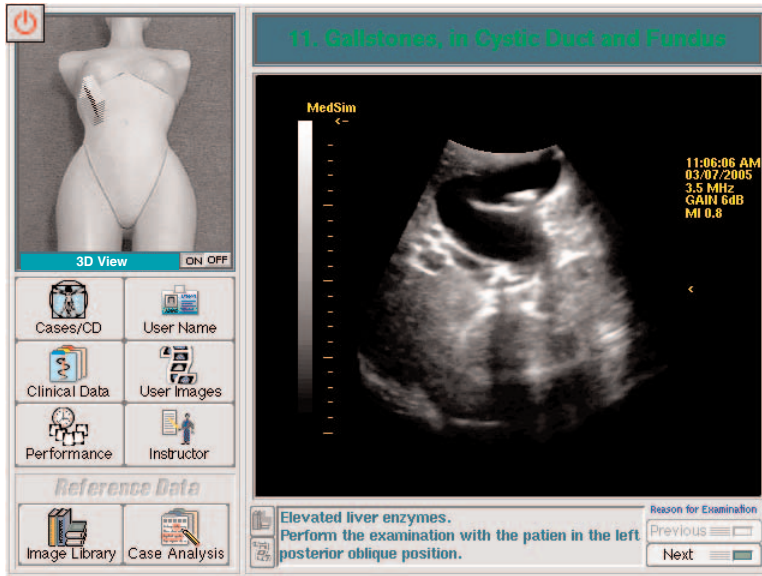 11. Gallstones, in Cystic Duct and Fundus
MedSim
11:06:06 AM
03/07/2005
3.5 MHz
GAIN 6dB
MI 0.8
3D View
ON OFF
Cases/CD
User Name
Clinical Data
User Images
Performance
Instructor
Reference Data
Image Library
Case Analysis
Elevated liver enzymes.
Perform the examination with the patien in the left
posterior oblique position.
Reason for Examination
Previous
Next